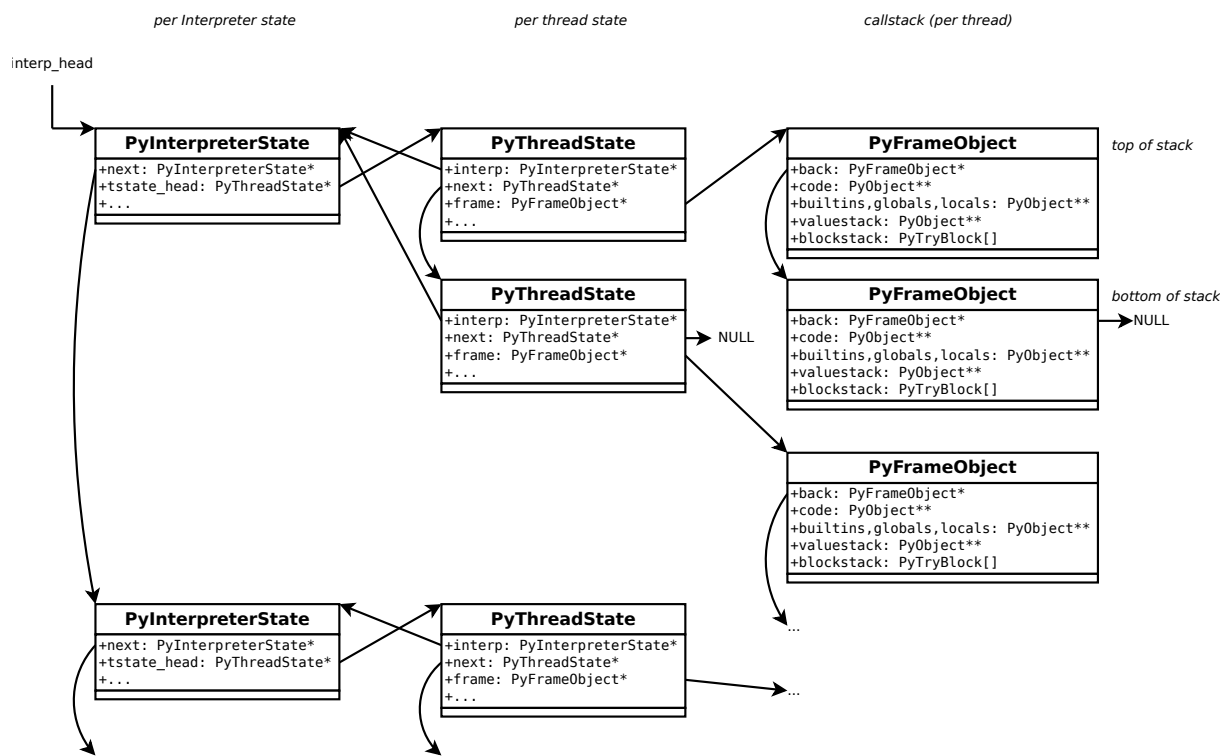 per Interpreter state
per thread state
callstack (per thread)
interp_head
PyInterpreterState
+next: PyInterpreterState*
+tstate_head: PyThreadState*
+...
PyThreadState
+interp: PyInterpreterState*
+next: PyThreadState*
+frame: PyFrameObject*
+...
PyFrameObject
+back: PyFrameObject*
+code: PyObject**
+builtins,globals,locals: PyObject**
+valuestack: PyObject**
+blockstack: PyTryBlock[]
top of stack
PyThreadState
+interp: PyInterpreterState*
+next: PyThreadState*
+frame: PyFrameObject*
+...
NULL
PyFrameObject
+back: PyFrameObject*
+code: PyObject**
+builtins,globals,locals: PyObject**
+valuestack: PyObject**
+blockstack: PyTryBlock[]
bottom of stack
NULL
PyFrameObject
+back: PyFrameObject*
+code: PyObject**
+builtins,globals,locals: PyObject**
+valuestack: PyObject**
+blockstack: PyTryBlock[]
...
PyInterpreterState
+next: PyInterpreterState*
+tstate_head: PyThreadState*
+...
PyThreadState
+interp: PyInterpreterState*
+next: PyThreadState*
+frame: PyFrameObject*
+...
...